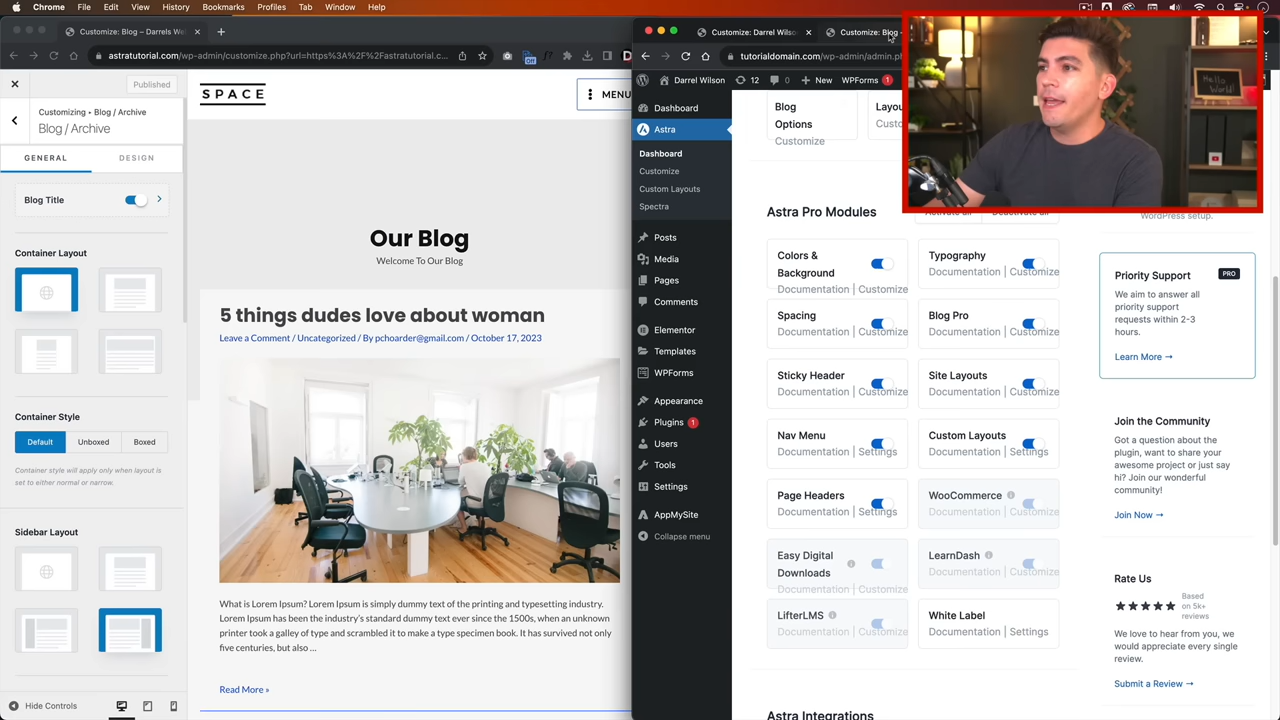 Chrome File Edit View History Bookmarks Profiles Tab Window Help
Customize: Blog – Darrels We
astratutorial.com/wp-admin/customize.php?url=https%3A%2F%2Fastratutorial.c...
Published
Customizing ▸ Blog / Archive
Blog / Archive
GENERAL
DESIGN
Blog Title
Container Layout
Container Style
Default
Unboxed
Boxed
Container style will apply only when layout is
set to either normal or narrow.
Sidebar Layout
Hide Controls
SPACE
MENU
Our Blog
Welcome To Our Blog
5 things dudes love about woman
Leave a Comment / Uncategorized / By pchoarder@gmail.com / October 17, 2023
What is Lorem Ipsum? Lorem Ipsum is simply dummy text of the printing and typesetting industry.
Lorem Ipsum has been the industry's standard dummy text ever since the 1500s, when an unknown
printer took a galley of type and scrambled it to make a type specimen book. It has survived not only
five centuries, but also ...
Read More »
Customize: Darrel Wilso
Customize: Blog
tutorialdomain.com/wp-admin/admin.p
Darrel Wilson
12
0
New
WPForms
1
Dashboard
Astra
Dashboard
Customize
Custom Layouts
Spectra
Posts
Media
Pages
Comments
Elementor
Templates
WPForms
Appearance
Plugins 1
Users
Tools
Settings
AppMySite
Collapse menu
Blog
Options
Customize
Layou
Custo
Astra Pro Modules
Activate all
Deactivate all
Colors &
Background
Documentation | Customize
Typography
Documentation | Customize
Spacing
Documentation | Customize
Blog Pro
Documentation | Customize
Sticky Header
Documentation | Customize
Site Layouts
Documentation | Customize
Nav Menu
Documentation | Settings
Custom Layouts
Documentation | Settings
Page Headers
Documentation | Settings
WooCommerce
Documentation | Customize
Easy Digital
Downloads
Documentation | Customize
LearnDash
Documentation | Customize
LifterLMS
Documentation | Customize
White Label
Documentation | Settings
Astra Integrations
WordPress setup.
Priority Support
PRO
We aim to answer all
priority support
requests within 2-3
hours.
Learn More →
Join the Community
Got a question about the
plugin, want to share your
awesome project or just say
hi? Join our wonderful
community!
Join Now →
Rate Us
Based
on 5k+
reviews
We love to hear from you, we
would appreciate every single
review.
Submit a Review →
Hello
World!